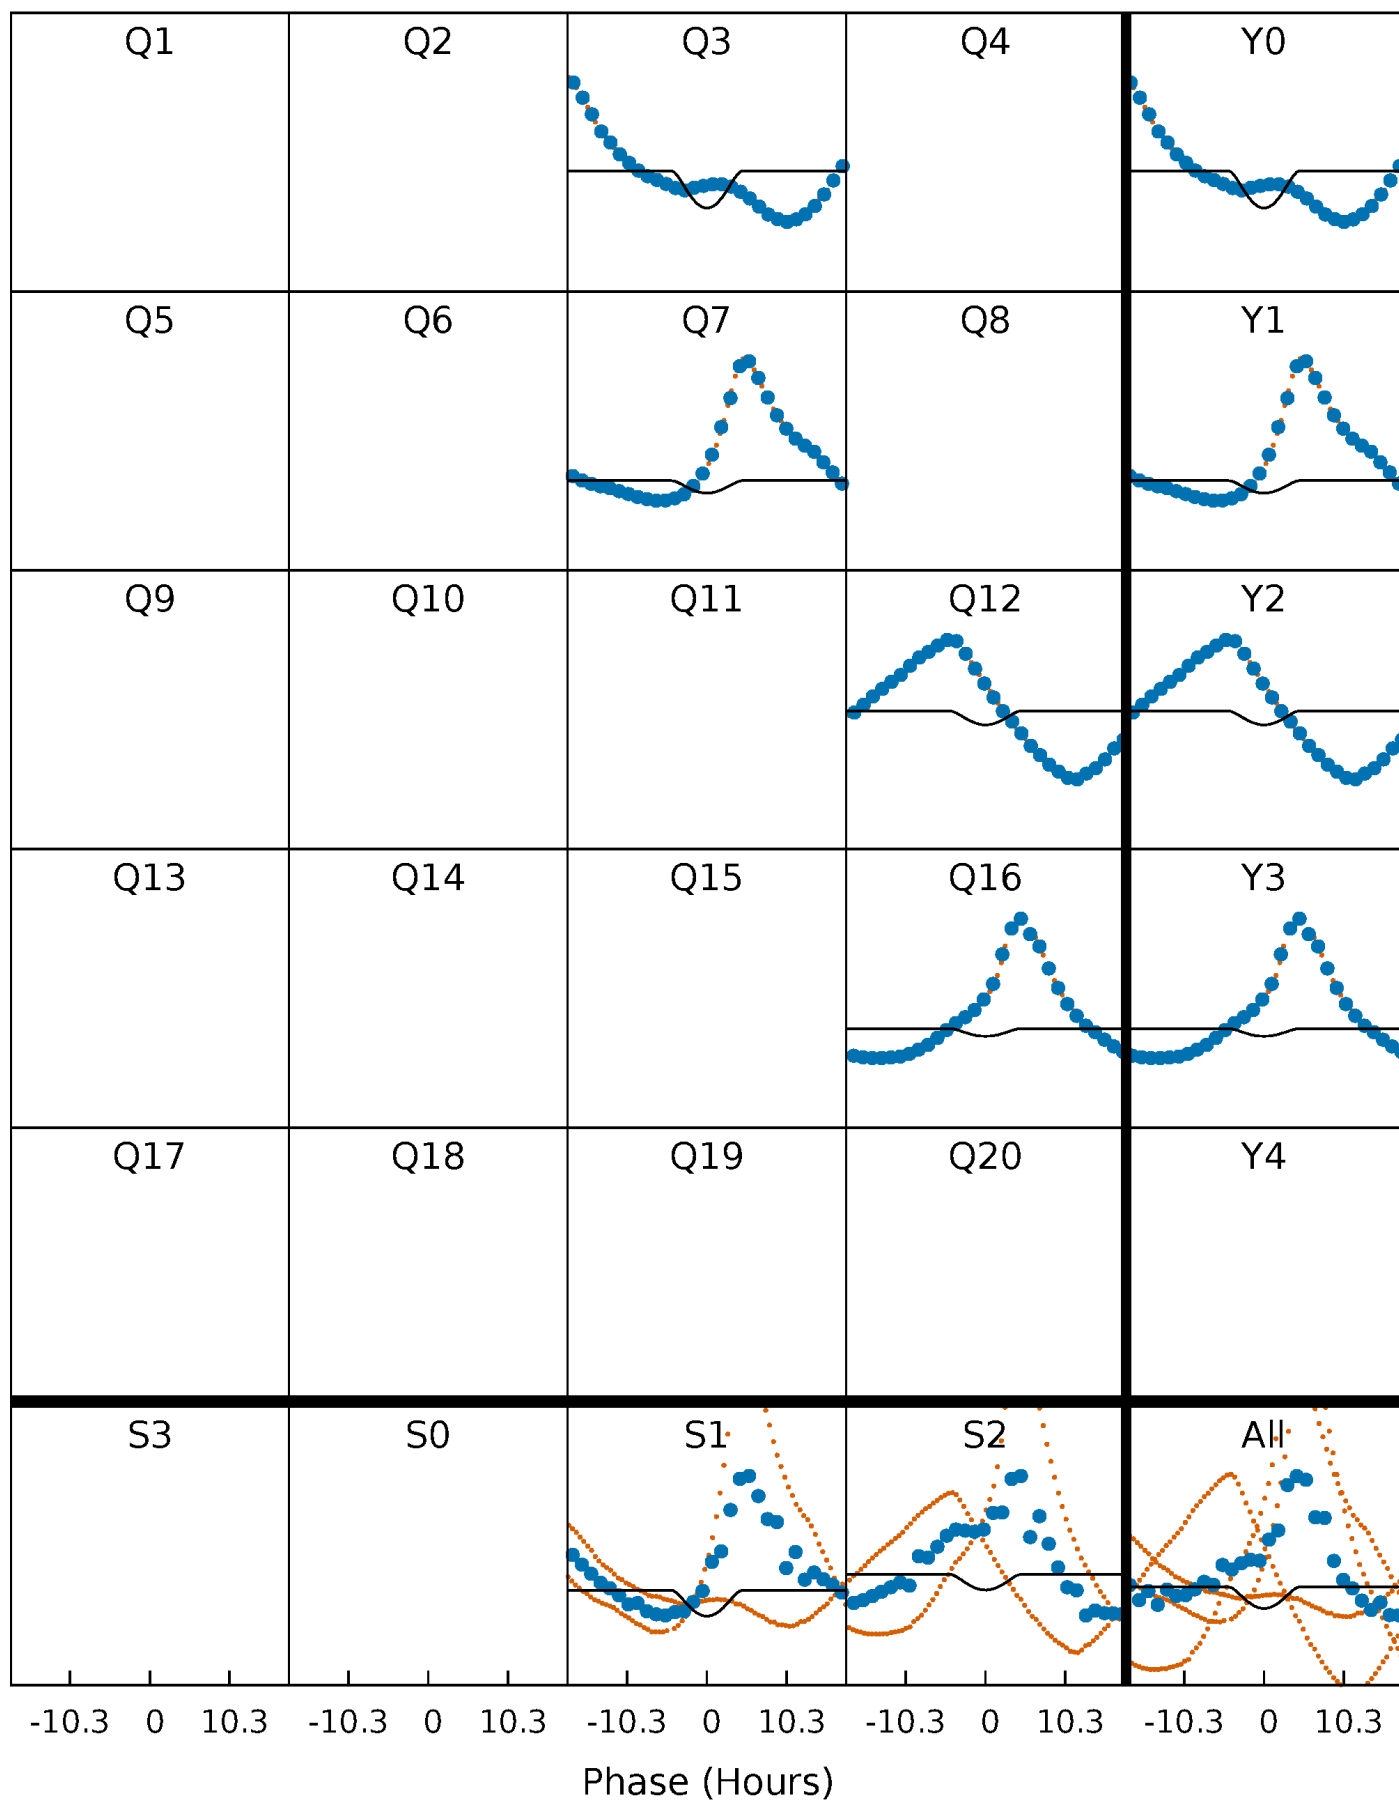 Q1 Q2 Q3 Q4 Y0
Q5 Q6 Q7 Q8 Y1
Q9 Q10 Q11 Q12 Y2
Q13 Q14 Q15 Q16 Y3
Q17 Q18 Q19 Q20 Y4
S3 S0 S1 S2 All
-10.3 0 10.3 -10.3 0 10.3 -10.3 0 10.3 -10.3 0 10.3 -10.3 0 10.3
Phase (Hours)